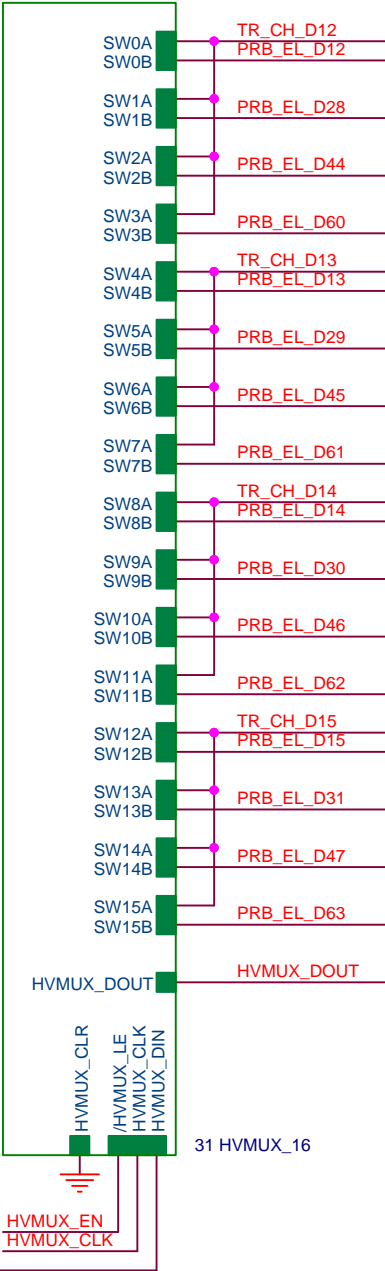 SW0A TR_CH_D12
SW0B PRB_EL_D12
SW1A
SW1B PRB_EL_D28
SW2A
SW2B PRB_EL_D44
SW3A
SW3B PRB_EL_D60
SW4A TR_CH_D13
SW4B PRB_EL_D13
SW5A
SW5B PRB_EL_D29
SW6A
SW6B PRB_EL_D45
SW7A
SW7B PRB_EL_D61
SW8A TR_CH_D14
SW8B PRB_EL_D14
SW9A
SW9B PRB_EL_D30
SW10A
SW10B PRB_EL_D46
SW11A
SW11B PRB_EL_D62
SW12A TR_CH_D15
SW12B PRB_EL_D15
SW13A
SW13B PRB_EL_D31
SW14A
SW14B PRB_EL_D47
SW15A
SW15B PRB_EL_D63
HVMUX_DOUT HVMUX_DOUT
HVMUX_CLR
/HVMUX_LE
HVMUX_CLK
HVMUX_DIN
31 HVMUX_16
HVMUX_EN
HVMUX_CLK